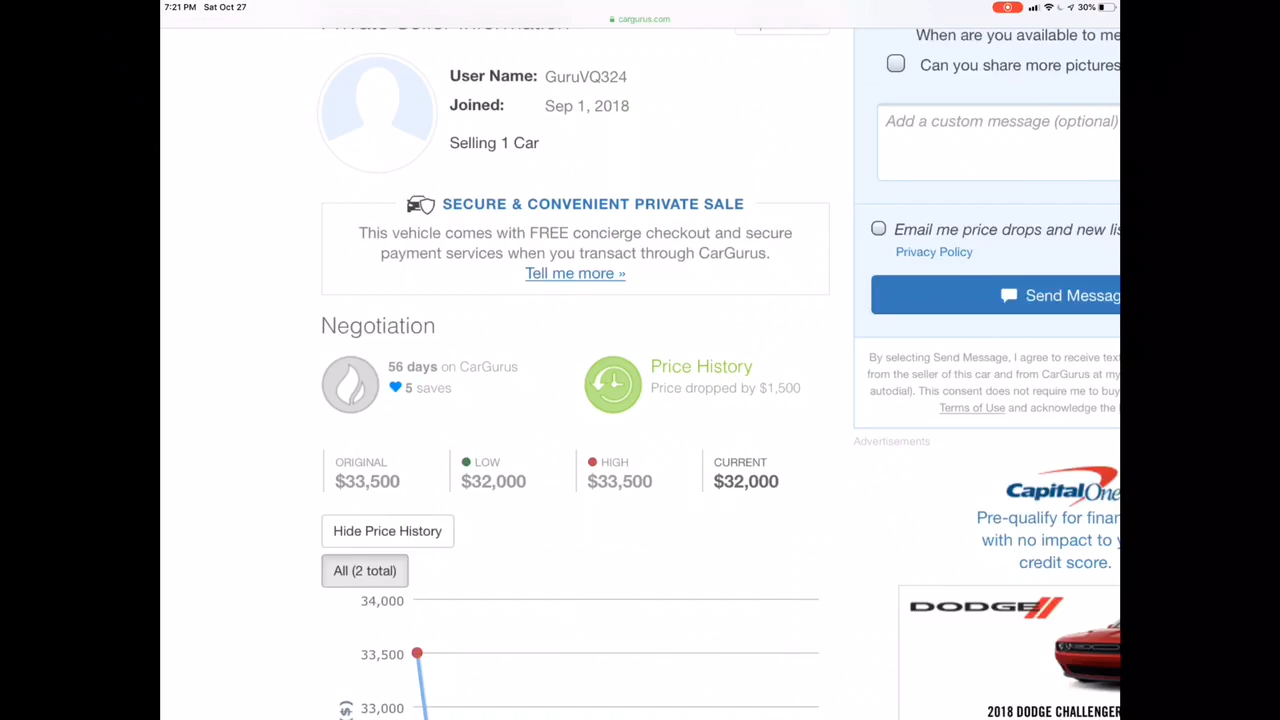 7:21 PM Sat Oct 27
30%
cargurus.com
User Name: GuruVQ324
Joined: Sep 1, 2018
Selling 1 Car
SECURE & CONVENIENT PRIVATE SALE
This vehicle comes with FREE concierge checkout and secure
payment services when you transact through CarGurus.
Tell me more »
Negotiation
56 days on CarGurus
5 saves
Price History
Price dropped by $1,500
ORIGINAL
$33,500
LOW
$32,000
HIGH
$33,500
CURRENT
$32,000
Hide Price History
All (2 total)
34,000
33,500
33,000
When are you available to me
Can you share more pictures
Add a custom message (optional)
Email me price drops and new lis
Privacy Policy
Send Messag
By selecting Send Message, I agree to receive tex
from the seller of this car and from CarGurus at my
autodial). This consent does not require me to buy
Terms of Use and acknowledge the
Advertisements
Capital One
Pre-qualify for finan
with no impact to y
credit score.
DODGE
2018 DODGE CHALLENGER